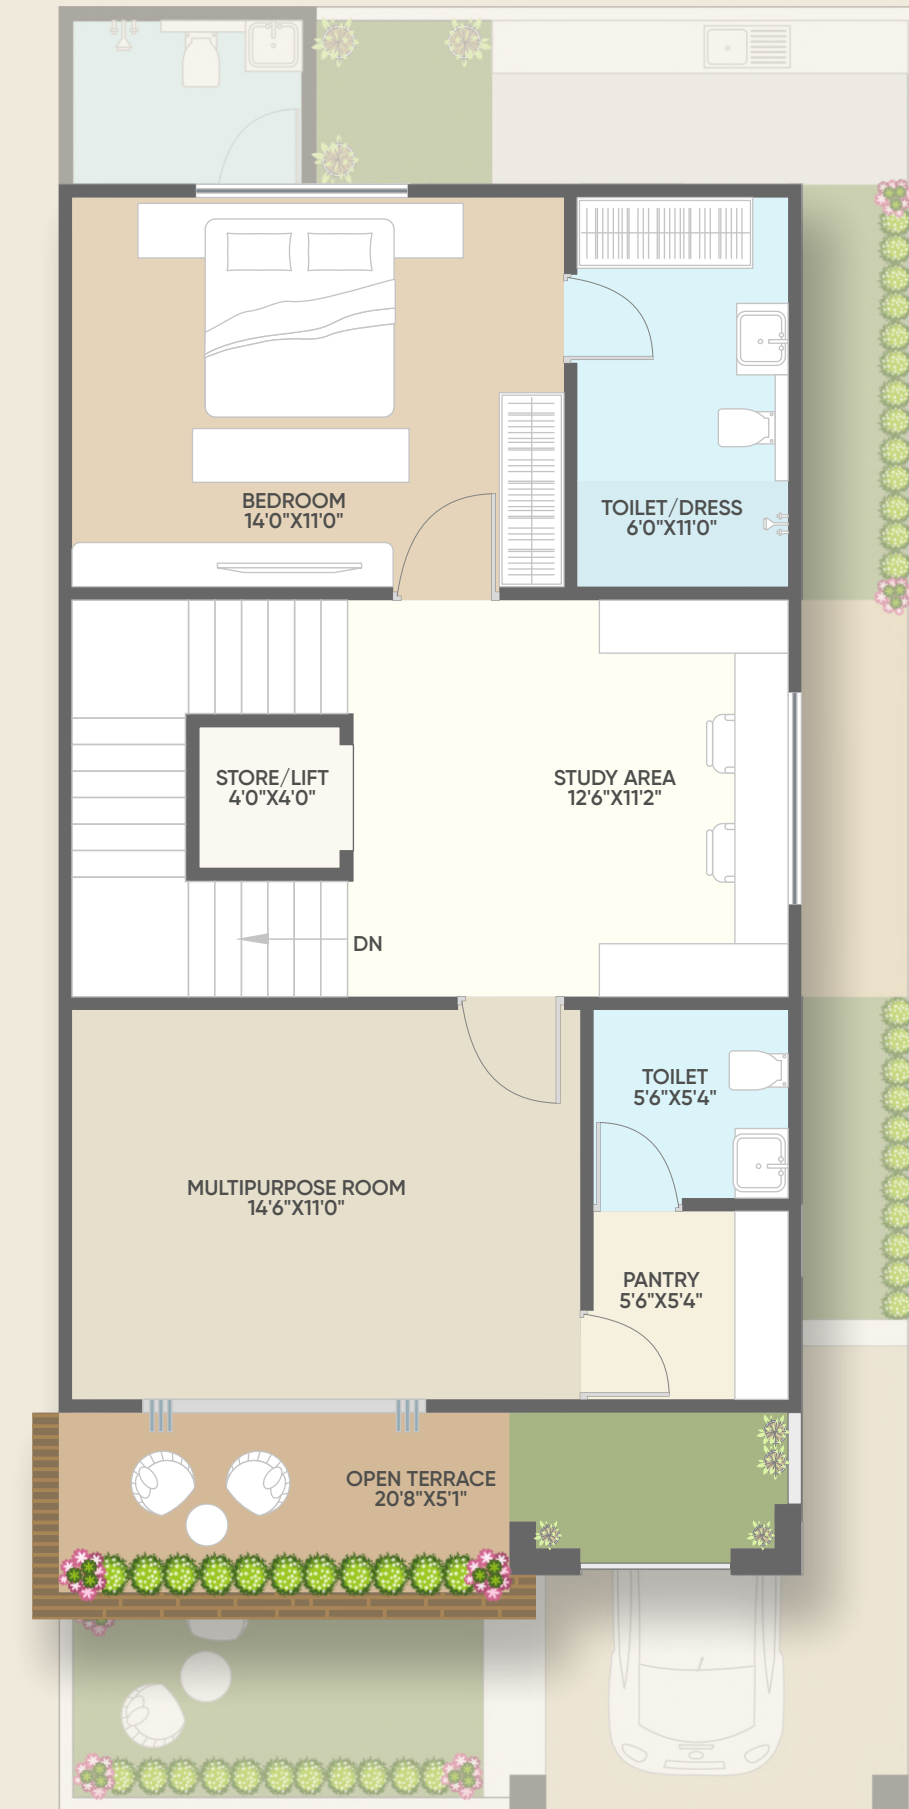 BEDROOM
14'0"X11'0"
TOILET/DRESS
6'0"X11'0"
STORE/LIFT
4'0"X4'0"
STUDY AREA
12'6"X11'2"
DN
TOILET
5'6"X5'4"
MULTIPURPOSE ROOM
14'6"X11'0"
PANTRY
5'6"X5'4"
OPEN TERRACE
20'8"X5'1"